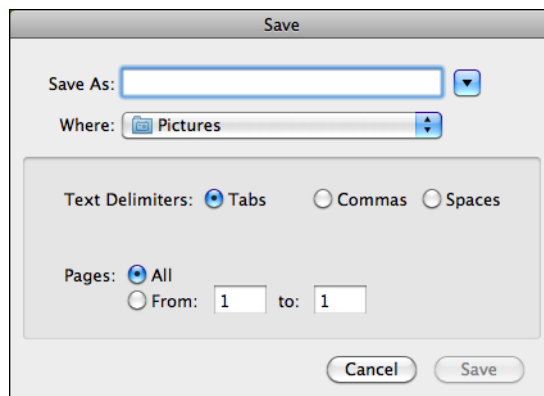 Save
Save As:
Where: Pictures
Text Delimiters: Tabs Commas Spaces
Pages: All
From: 1 to: 1
Cancel Save